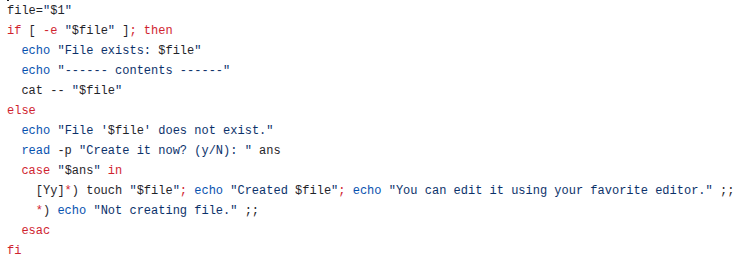 file="$1"
if [ -e "$file" ]; then
  echo "File exists: $file"
  echo "------ contents ------"
  cat -- "$file"
else
  echo "File '$file' does not exist."
  read -p "Create it now? (y/N): " ans
  case "$ans" in
    [Yy]*) touch "$file"; echo "Created $file"; echo "You can edit it using your favorite editor." ;;
    *) echo "Not creating file." ;;
  esac
fi